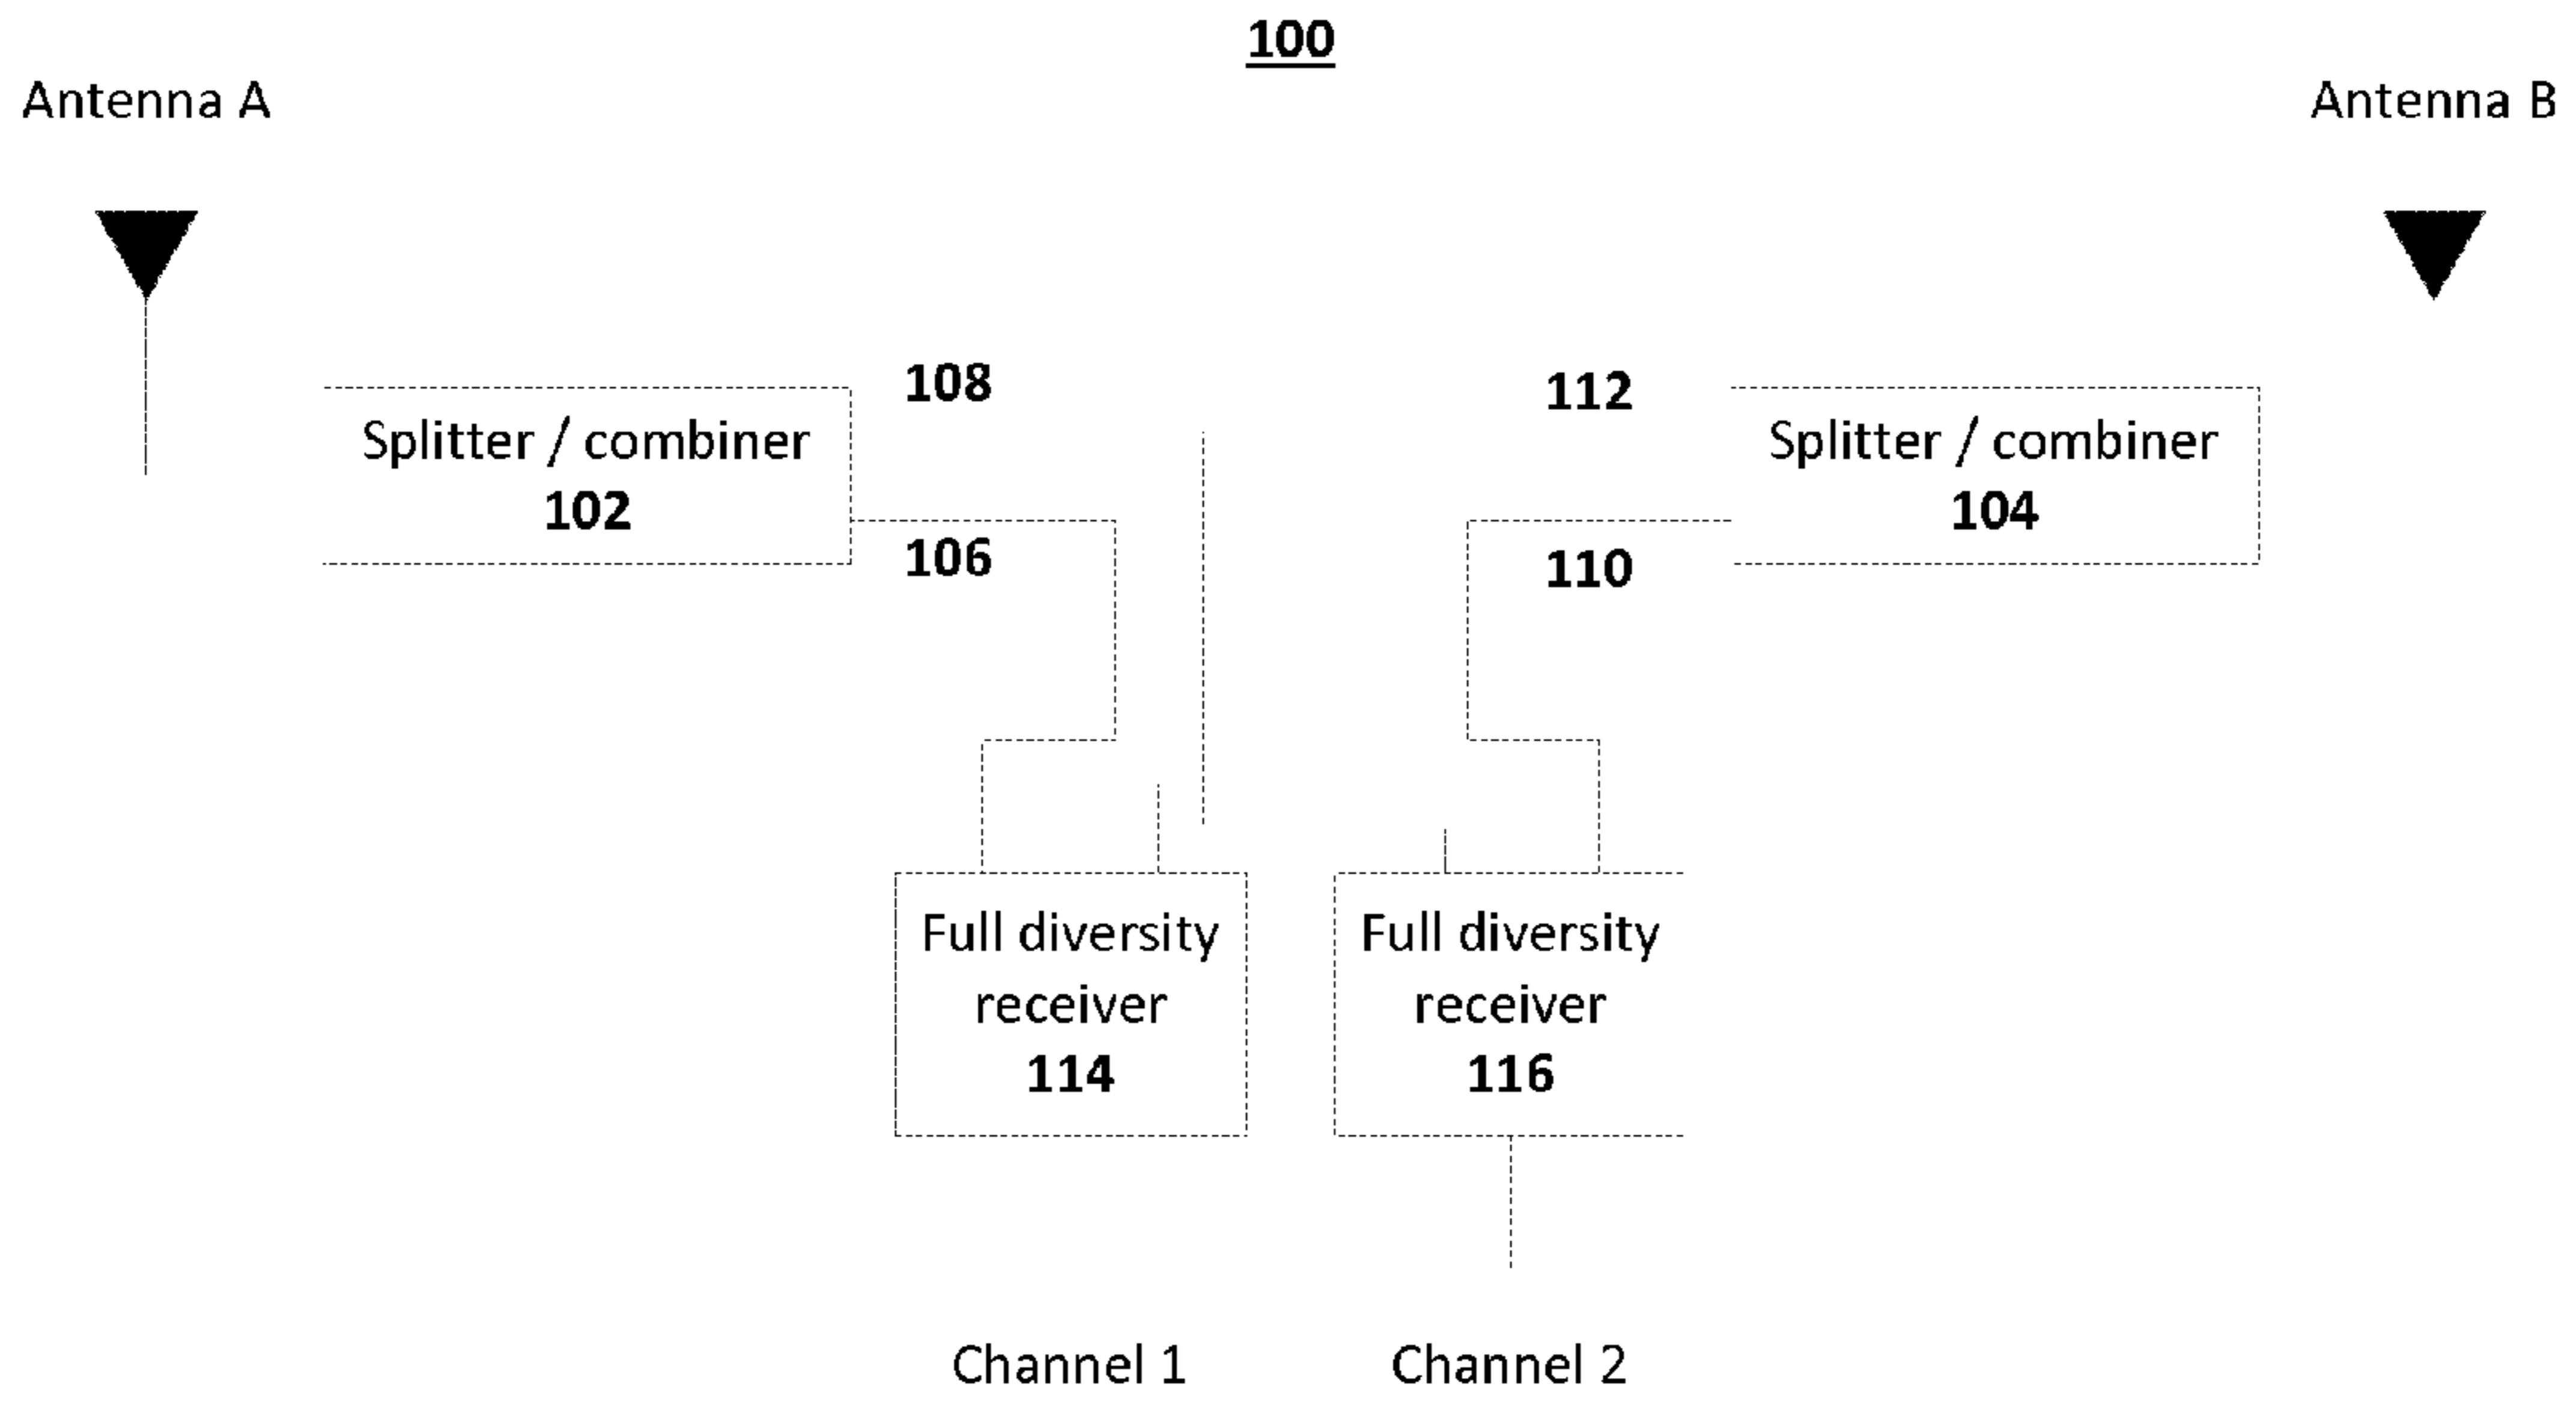 100
Antenna A
Antenna B
108
112
Splitter / combiner
102
Splitter / combiner
104
106
110
Full diversity
receiver
114
Full diversity
receiver
116
Channel 1
Channel 2